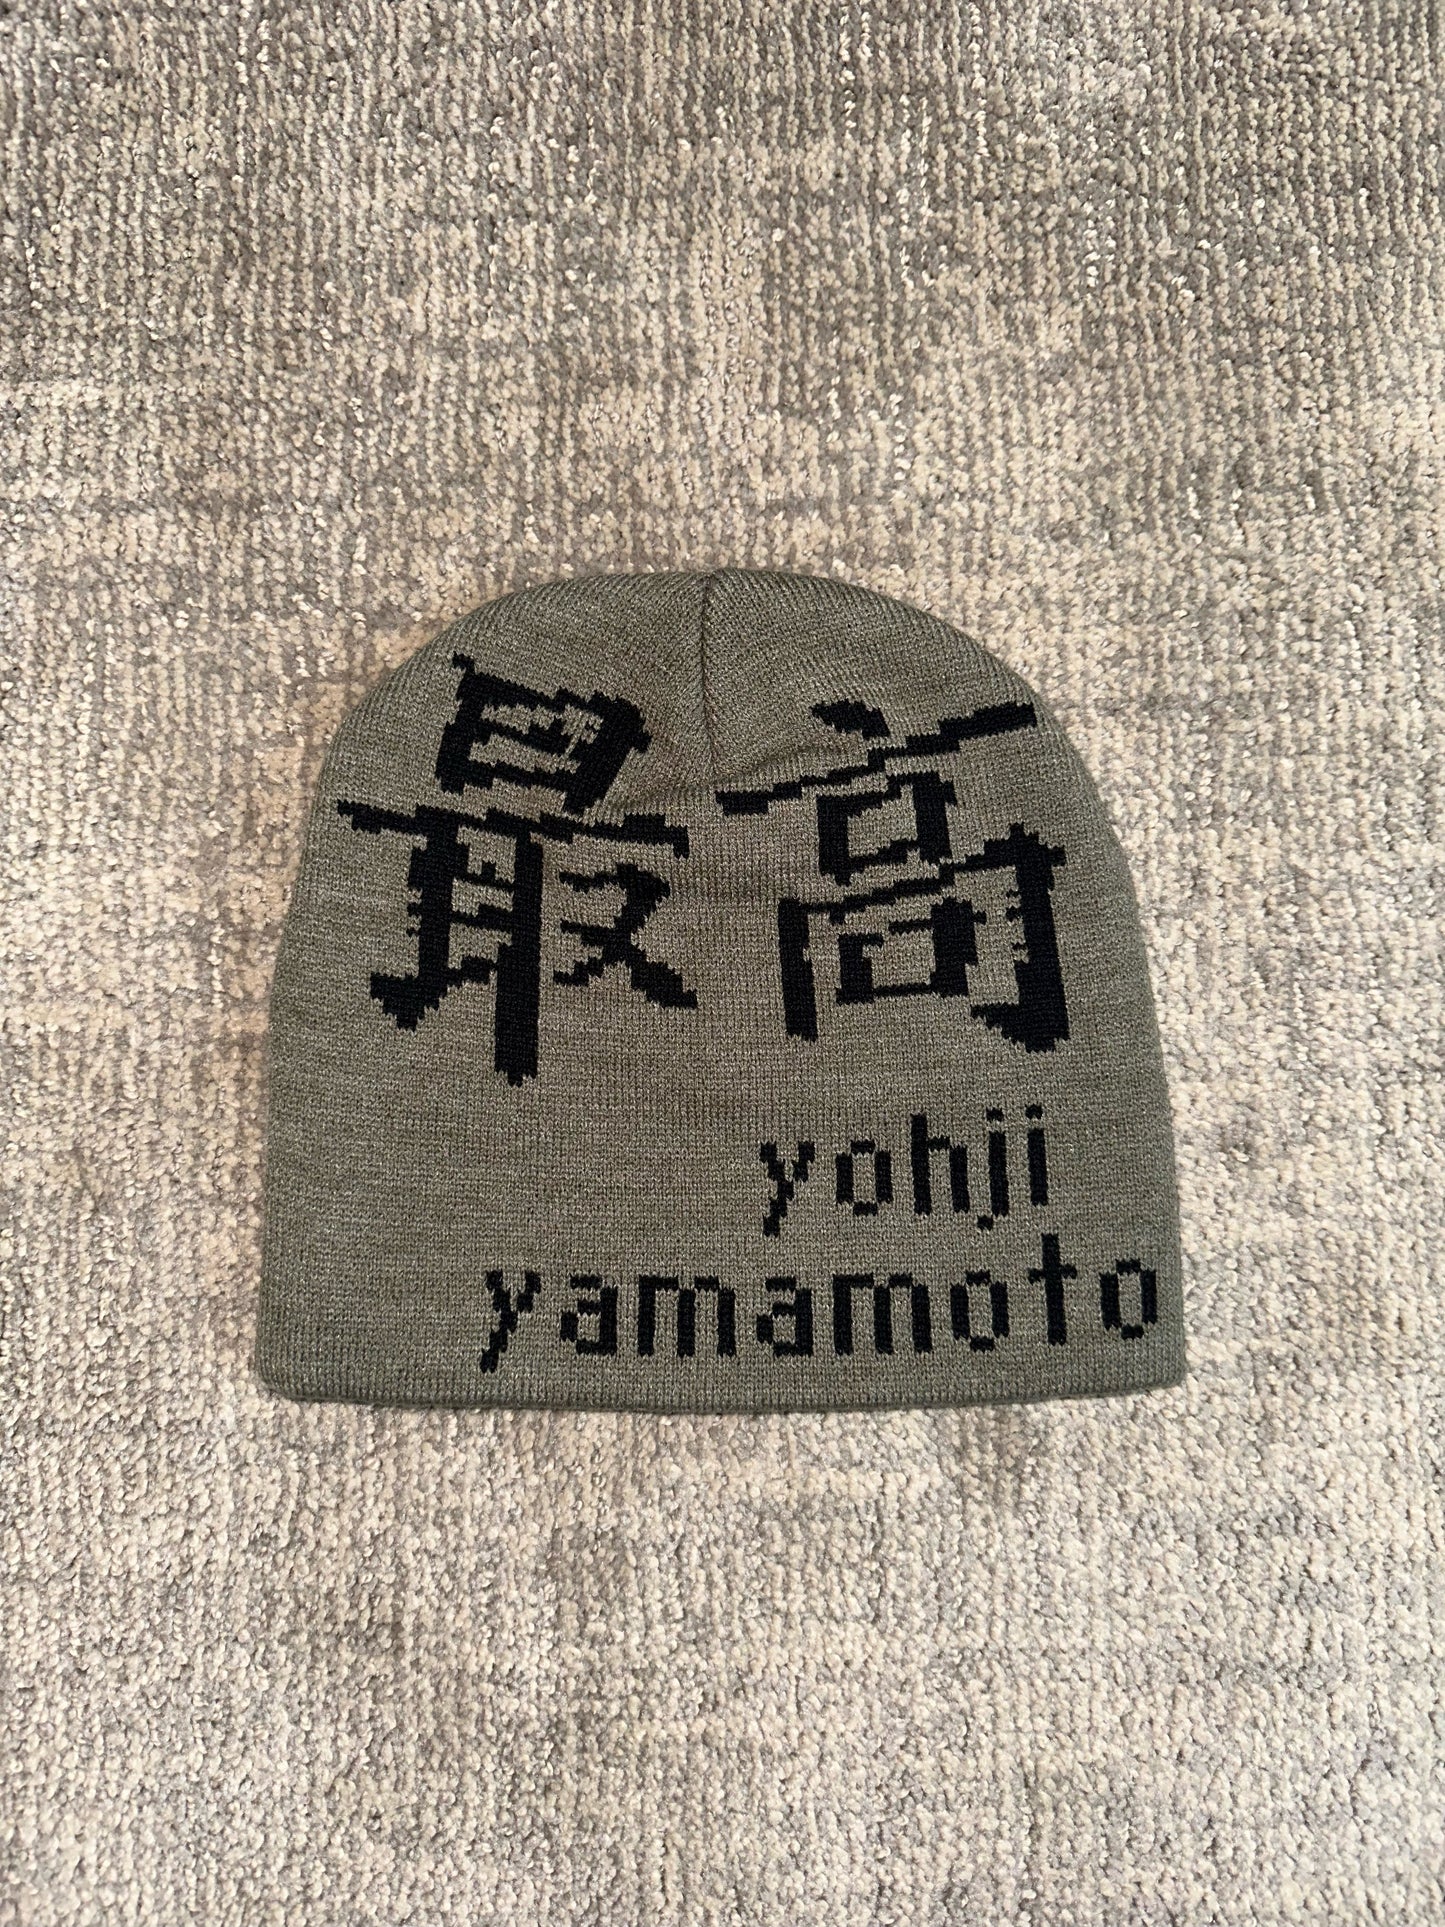 最高
yohji
yamamoto